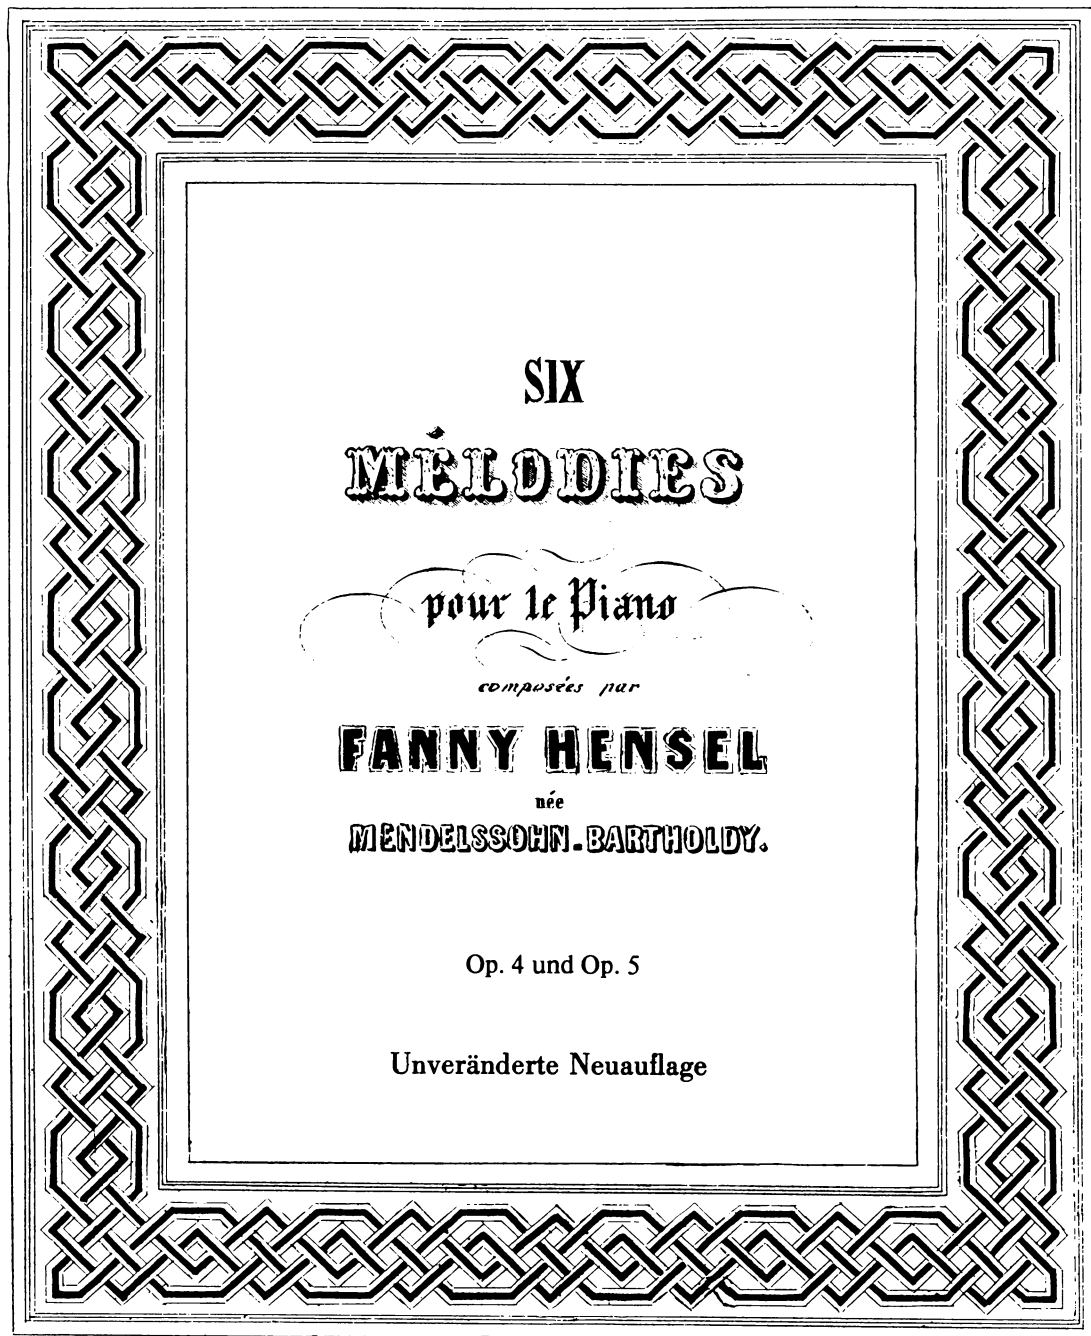 SIX
MÉLODIES
pour le Piano
composées par
FANNY HENSEL
née
MENDELSSOHN-BARTHOLDY.
Op. 4 und Op. 5
Unveränderte Neuauflage